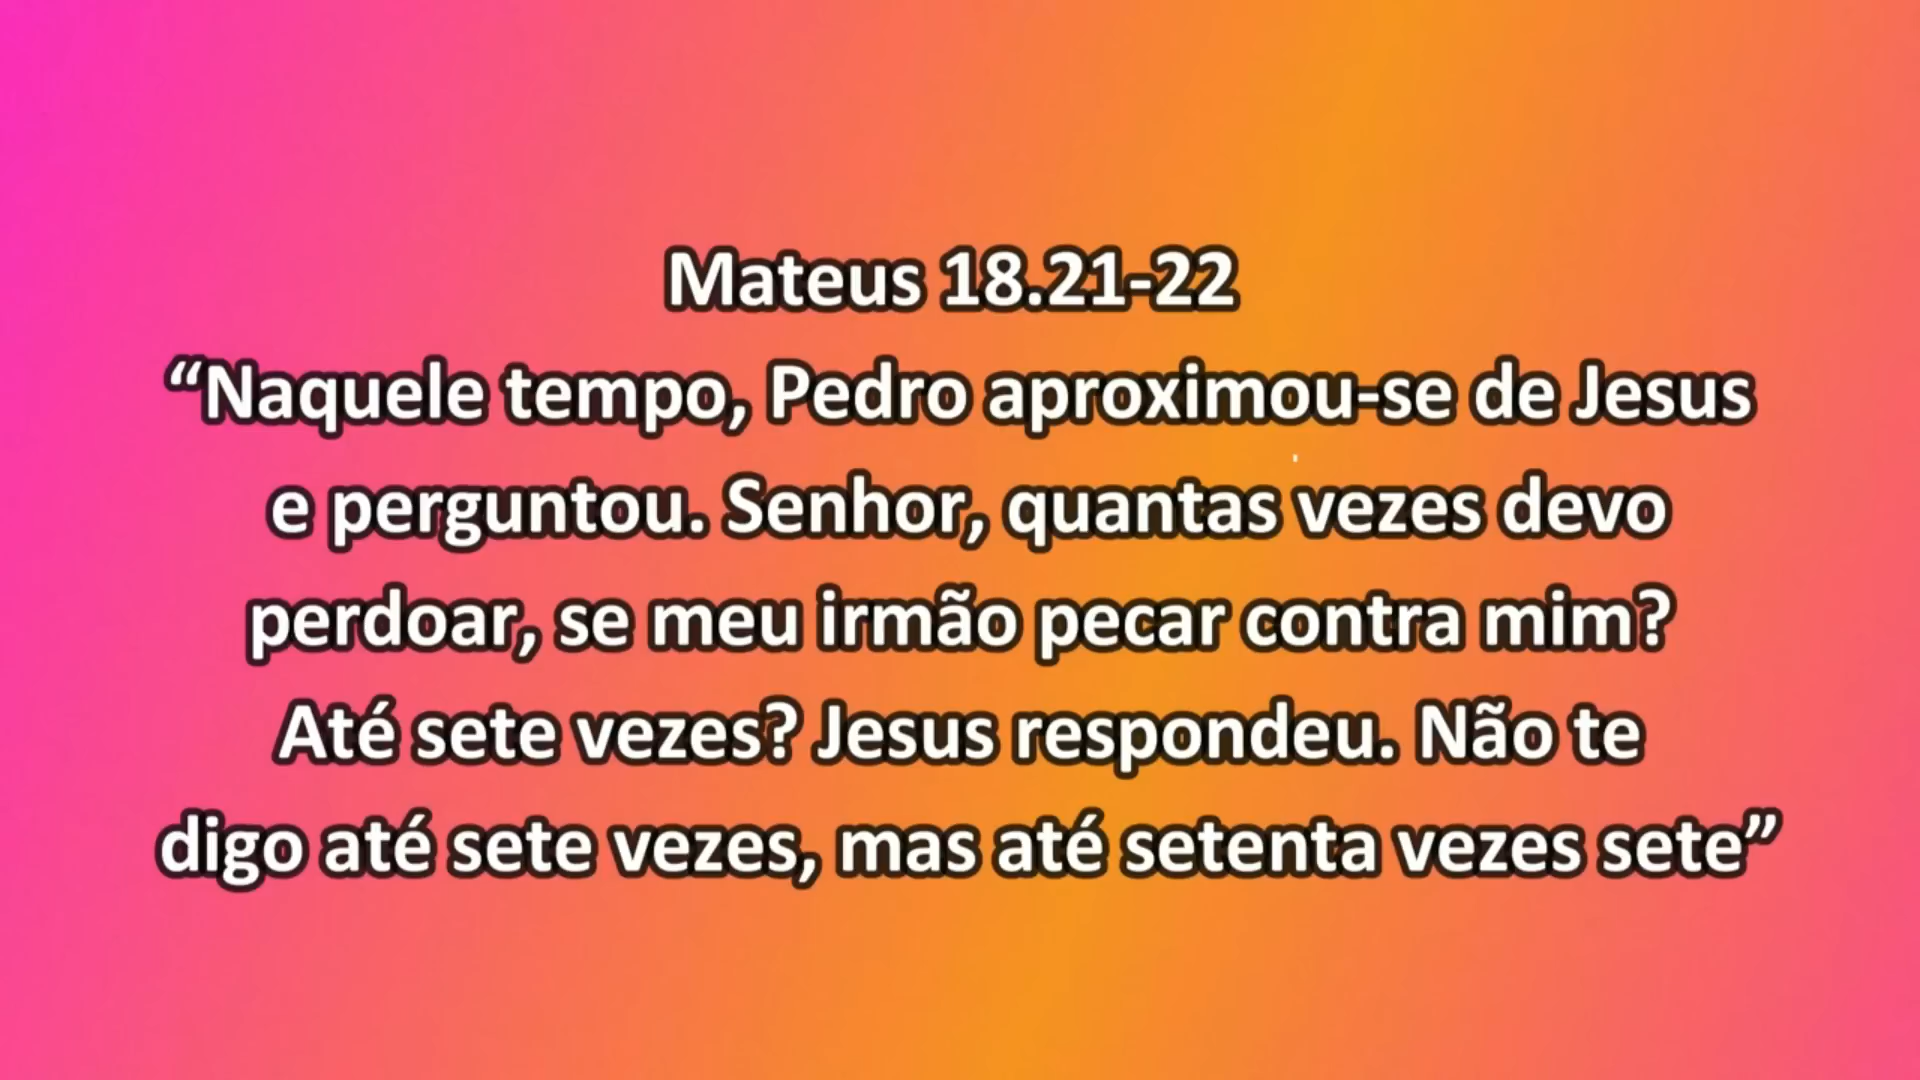 Mateus 18.21-22
“Naquele tempo, Pedro aproximou-se de Jesus
e perguntou. Senhor, quantas vezes devo
perdoar, se meu irmão pecar contra mim?
Até sete vezes? Jesus respondeu. Não te
digo até sete vezes, mas até setenta vezes sete”